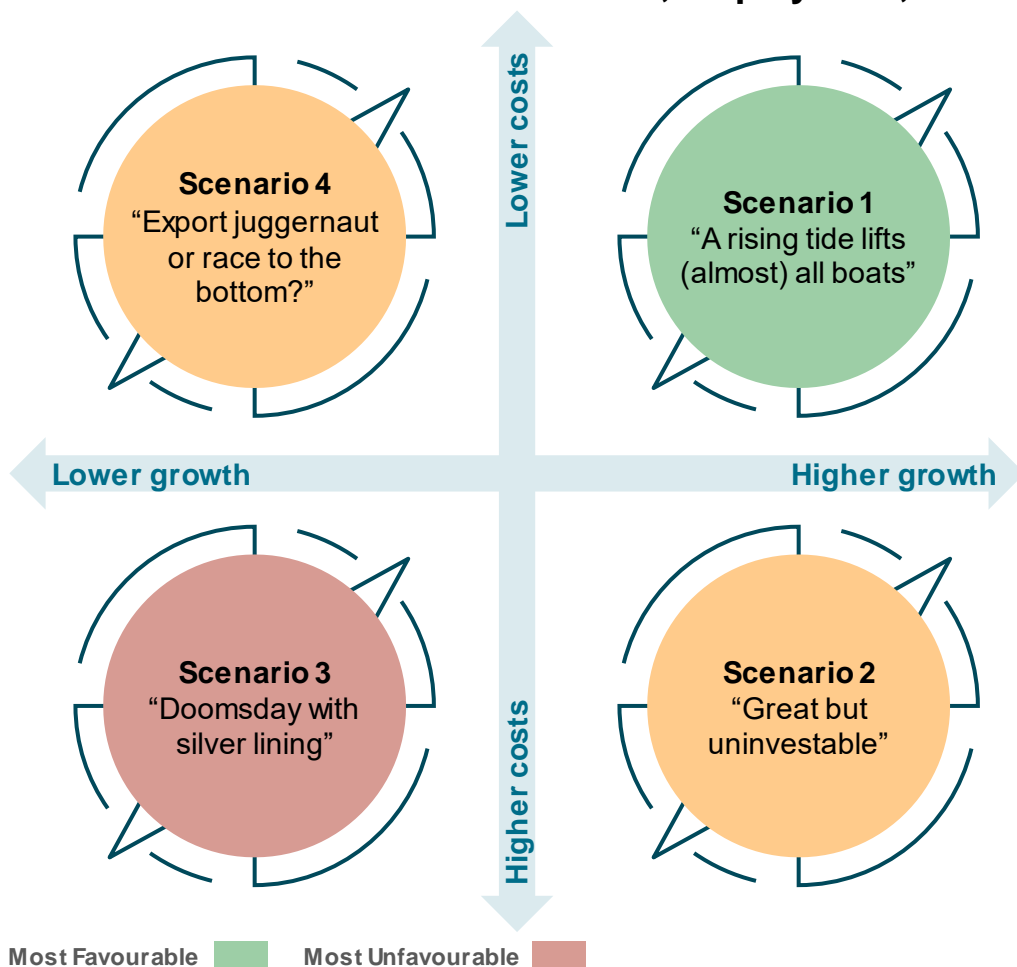 Lower costs
Scenario 4
“Export juggernaut
or race to the
bottom?”
Scenario 1
“A rising tide lifts
(almost) all boats”
Lower growth
Higher growth
Scenario 3
“Doomsday with
silver lining”
Scenario 2
“Great but
uninvestable”
Higher costs
Most Favourable
Most Unfavourable